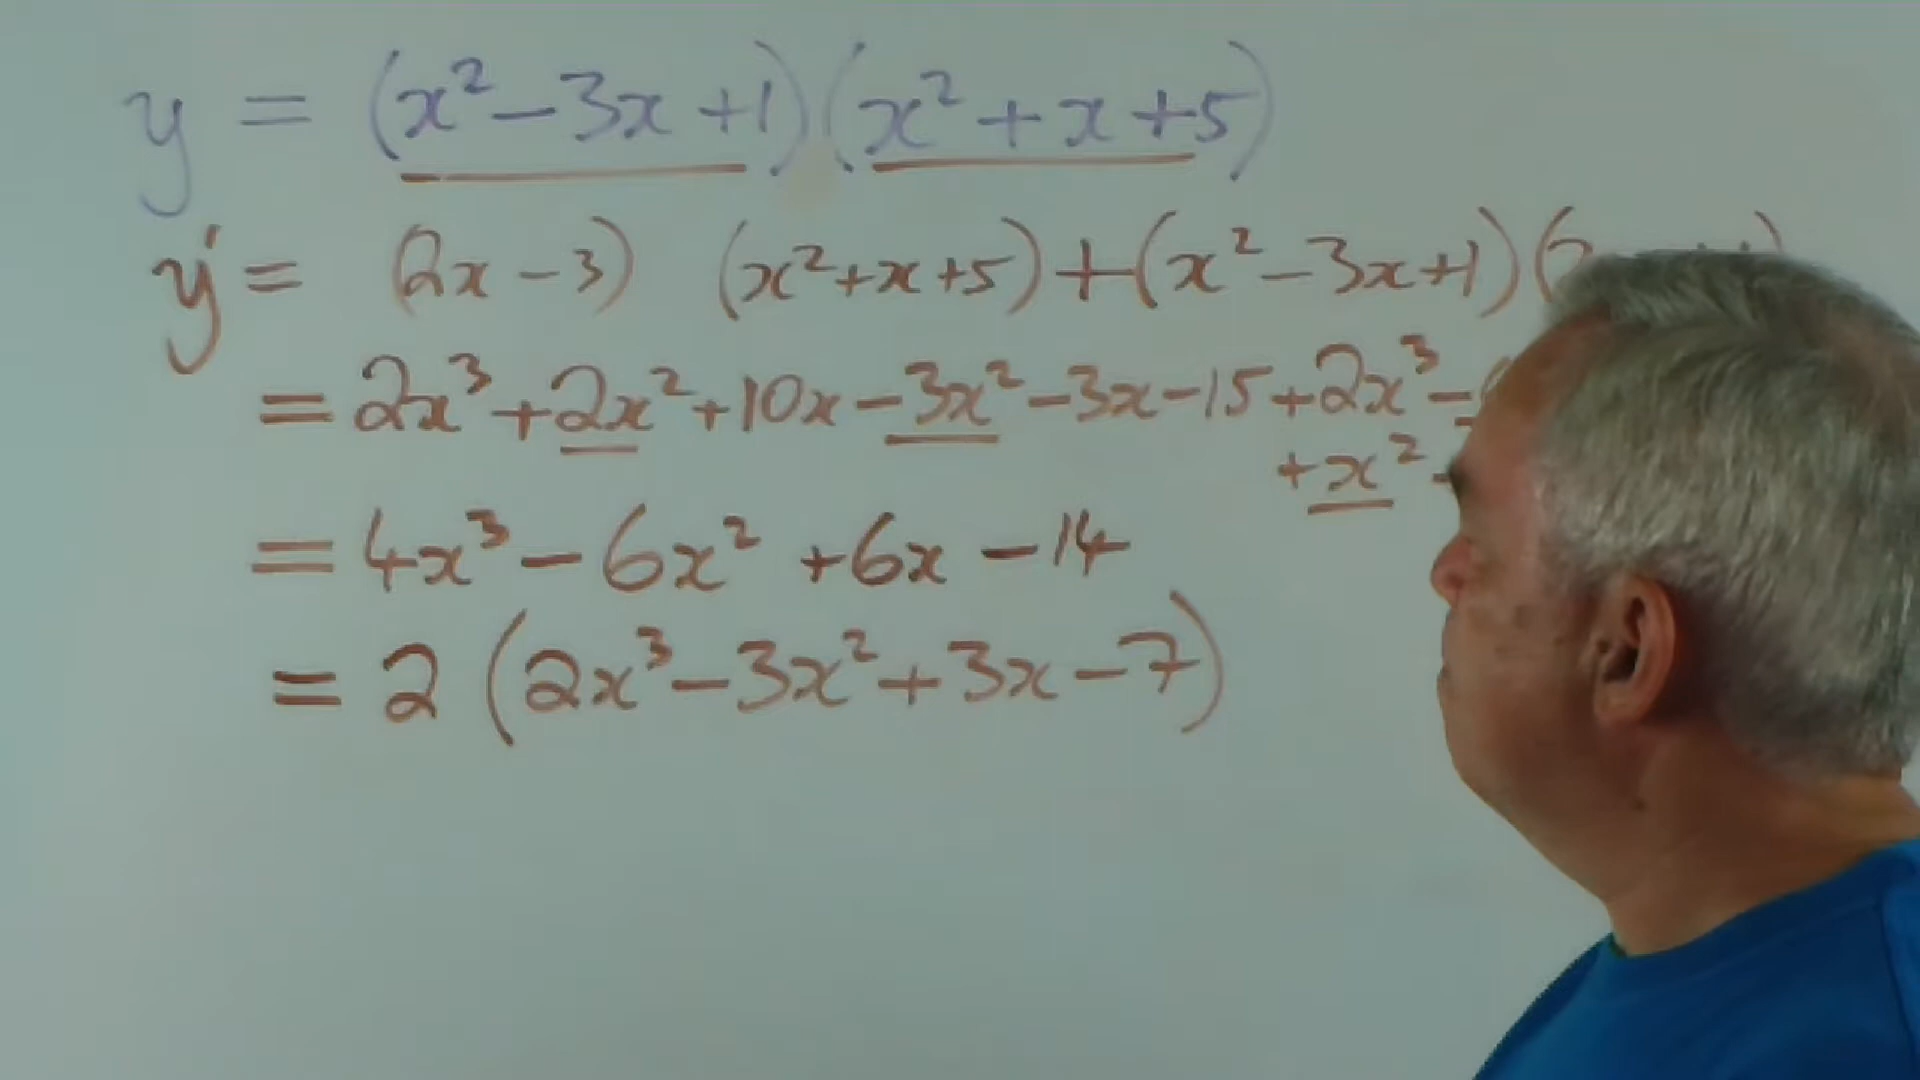 y = (x² − 3x + 1)(x² + x + 5)
y' = (2x − 3) (x² + x + 5) + (x² − 3x + 1)(
= 2x³ + 2x² + 10x − 3x² − 3x − 15 + 2x³ −
+ x²
= 4x³ − 6x² + 6x − 14
= 2 (2x³ − 3x² + 3x − 7)